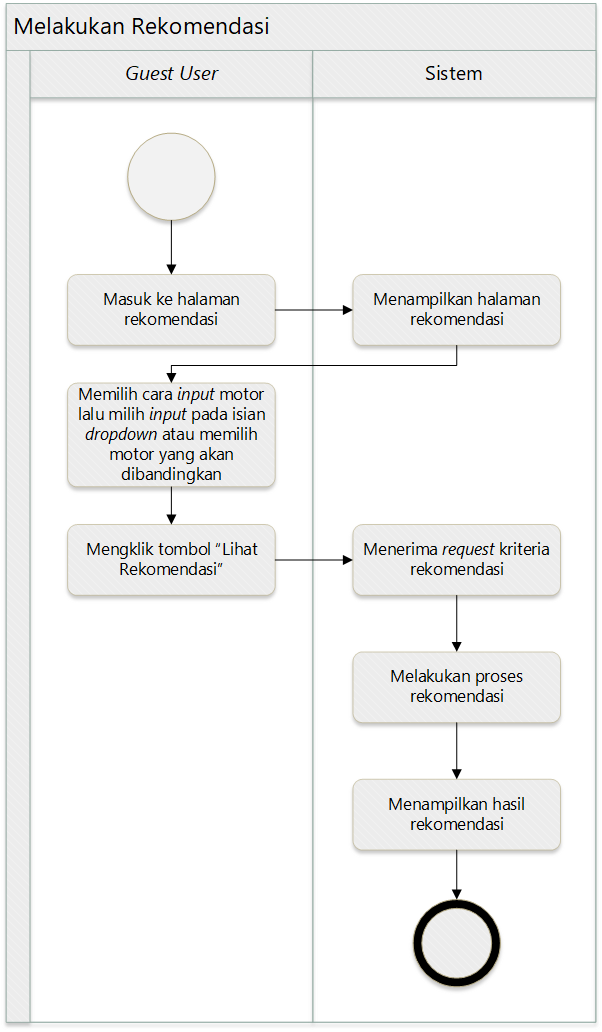 Melakukan Rekomendasi
Guest User
Sistem
Masuk ke halaman
rekomendasi
Menampilkan halaman
rekomendasi
Memilih cara input motor
lalu milih input pada isian
dropdown atau memilih
motor yang akan
dibandingkan
Mengklik tombol “Lihat
Rekomendasi”
Menerima request kriteria
rekomendasi
Melakukan proses
rekomendasi
Menampilkan hasil
rekomendasi